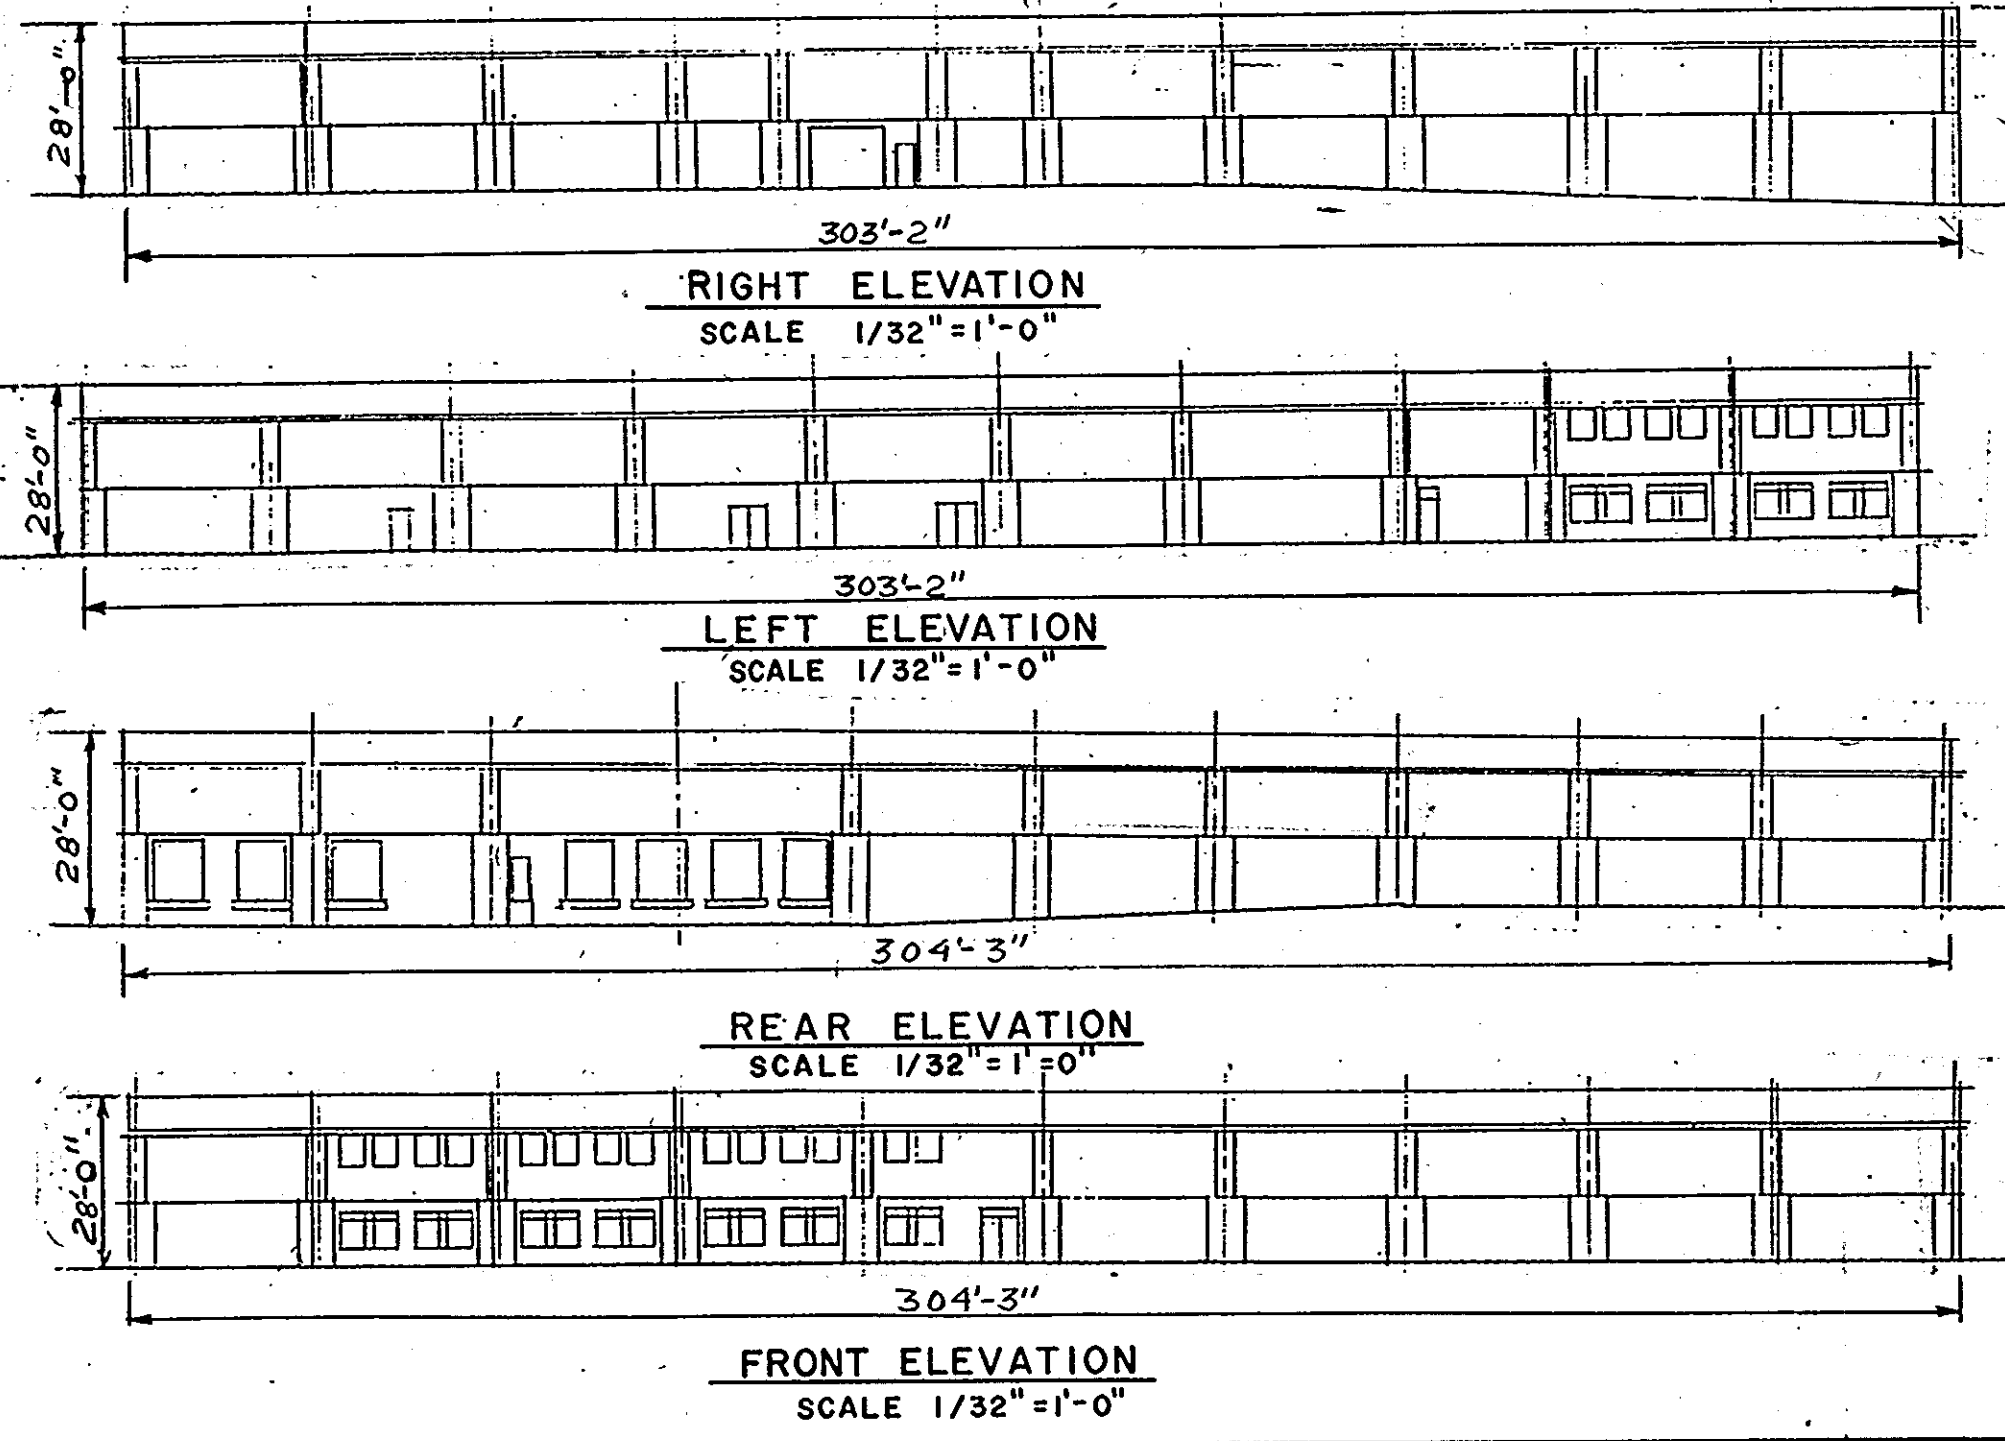 28'-0"
303'-2"
RIGHT ELEVATION
SCALE 1/32"=1'-0"
28'-0"
303'-2"
LEFT ELEVATION
SCALE 1/32"=1'-0"
28'-0"
304'-3"
REAR ELEVATION
SCALE 1/32"=1'=0"
28'-0"
304'-3"
FRONT ELEVATION
SCALE 1/32"=1'-0"